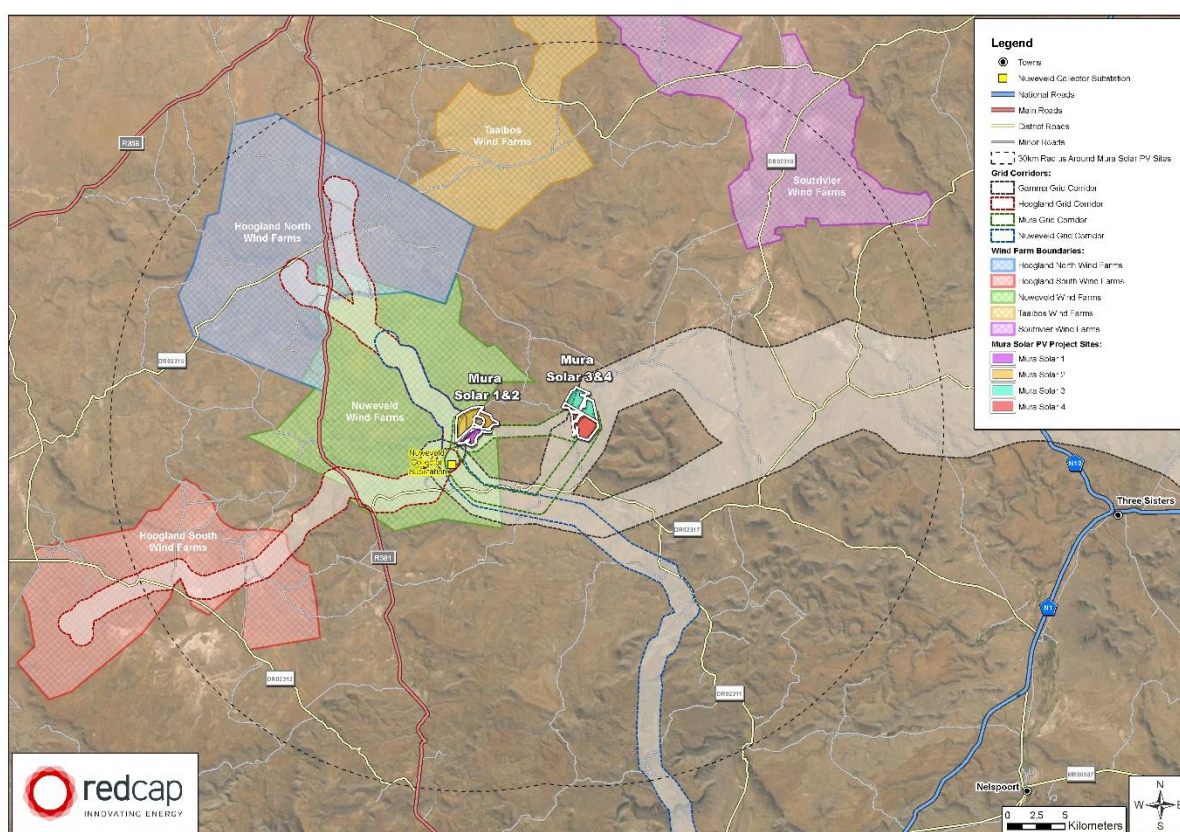 Legend
Towns
Nuweveld Collector Substation
National Roads
Main Roads
District Roads
Minor Roads
30km Radius Around Mura Solar PV Sites
Grid Corridors:
Gamma Grid Corridor
Hoogland Grid Corridor
Mura Grid Corridor
Nuweveld Grid Corridor
Wind Farm Boundaries:
Hoogland North Wind Farms
Hoogland South Wind Farms
Nuweveld Wind Farms
Taaibos Wind Farms
Soutrivier Wind Farms
Mura Solar PV Project Sites:
Mura Solar 1
Mura Solar 2
Mura Solar 3
Mura Solar 4
R356
Taaibos
Wind Farms
DR02318
Soutrivier
Wind Farms
Hoogland North
Wind Farms
DR02315
Mura
Solar 3&4
Mura
Solar 1&2
Nuweveld
Wind Farms
Nuweveld
Collector
Substation
N12
Three Sisters
DR02317
Hoogland South
Wind Farms
R381
N1
DR02312
DR02311
MR00587
Nelspoort
redcap
INNOVATING ENERGY
N
W E
S
0 2.5 5
Kilometers